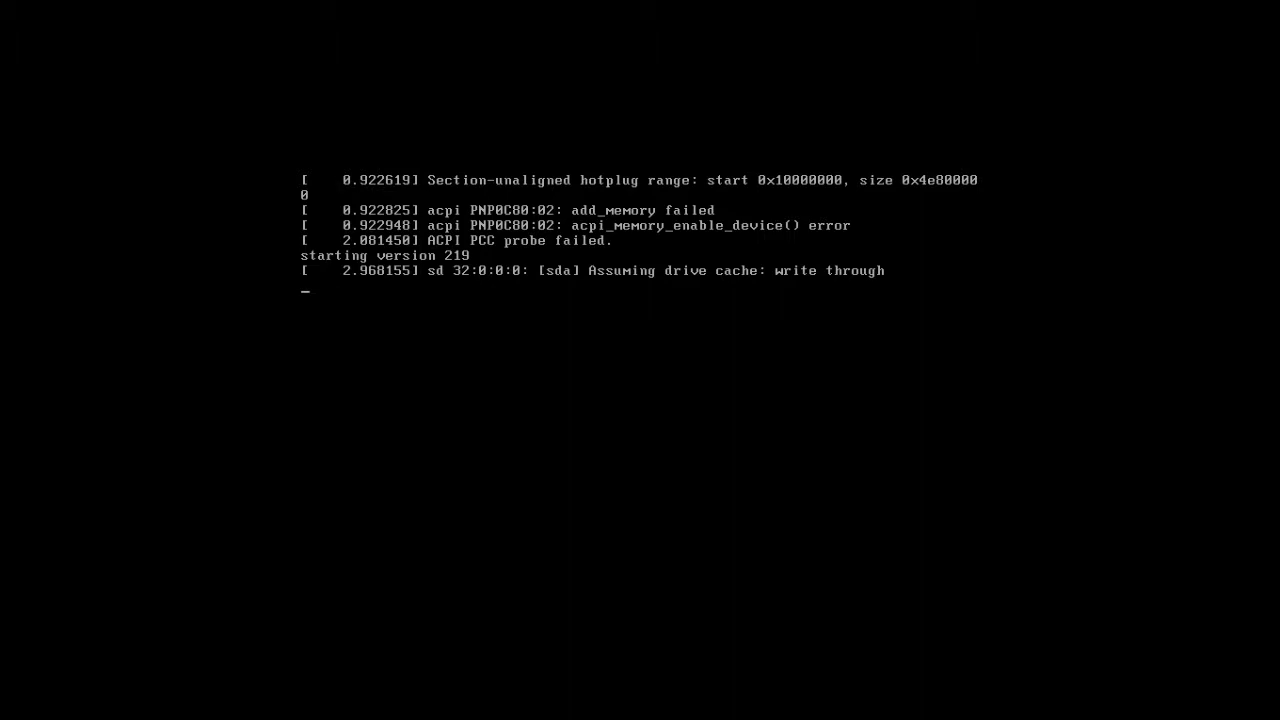 [    0.922619] Section-unaligned hotplug range: start 0x10000000, size 0x4e80000
0
[    0.922825] acpi PNP0C80:02: add_memory failed
[    0.922948] acpi PNP0C80:02: acpi_memory_enable_device() error
[    2.081450] ACPI PCC probe failed.
starting version 219
[    2.968155] sd 32:0:0:0: [sda] Assuming drive cache: write through
_